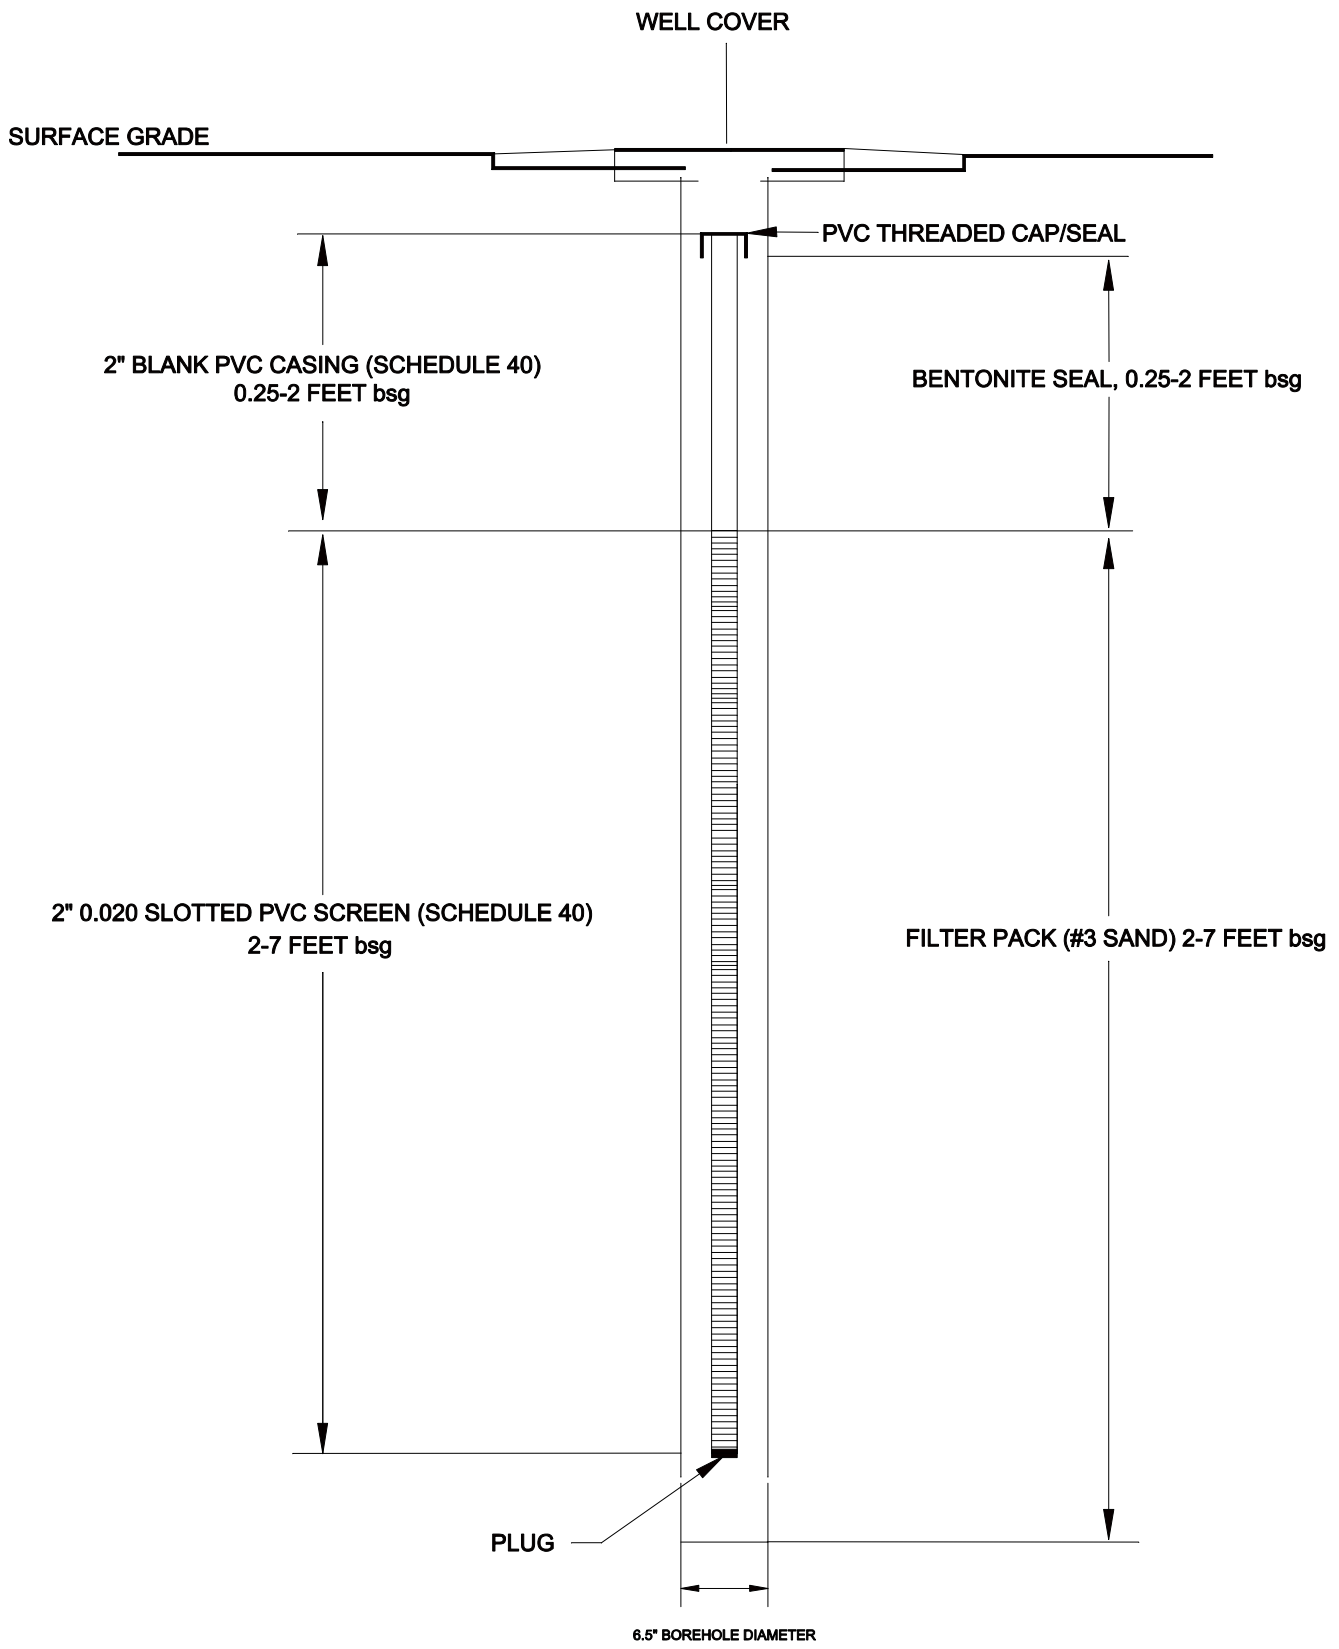 WELL COVER
SURFACE GRADE
PVC THREADED CAP/SEAL
2" BLANK PVC CASING (SCHEDULE 40)
0.25-2 FEET bsg
BENTONITE SEAL, 0.25-2 FEET bsg
2" 0.020 SLOTTED PVC SCREEN (SCHEDULE 40)
2-7 FEET bsg
FILTER PACK (#3 SAND) 2-7 FEET bsg
PLUG
6.5" BOREHOLE DIAMETER